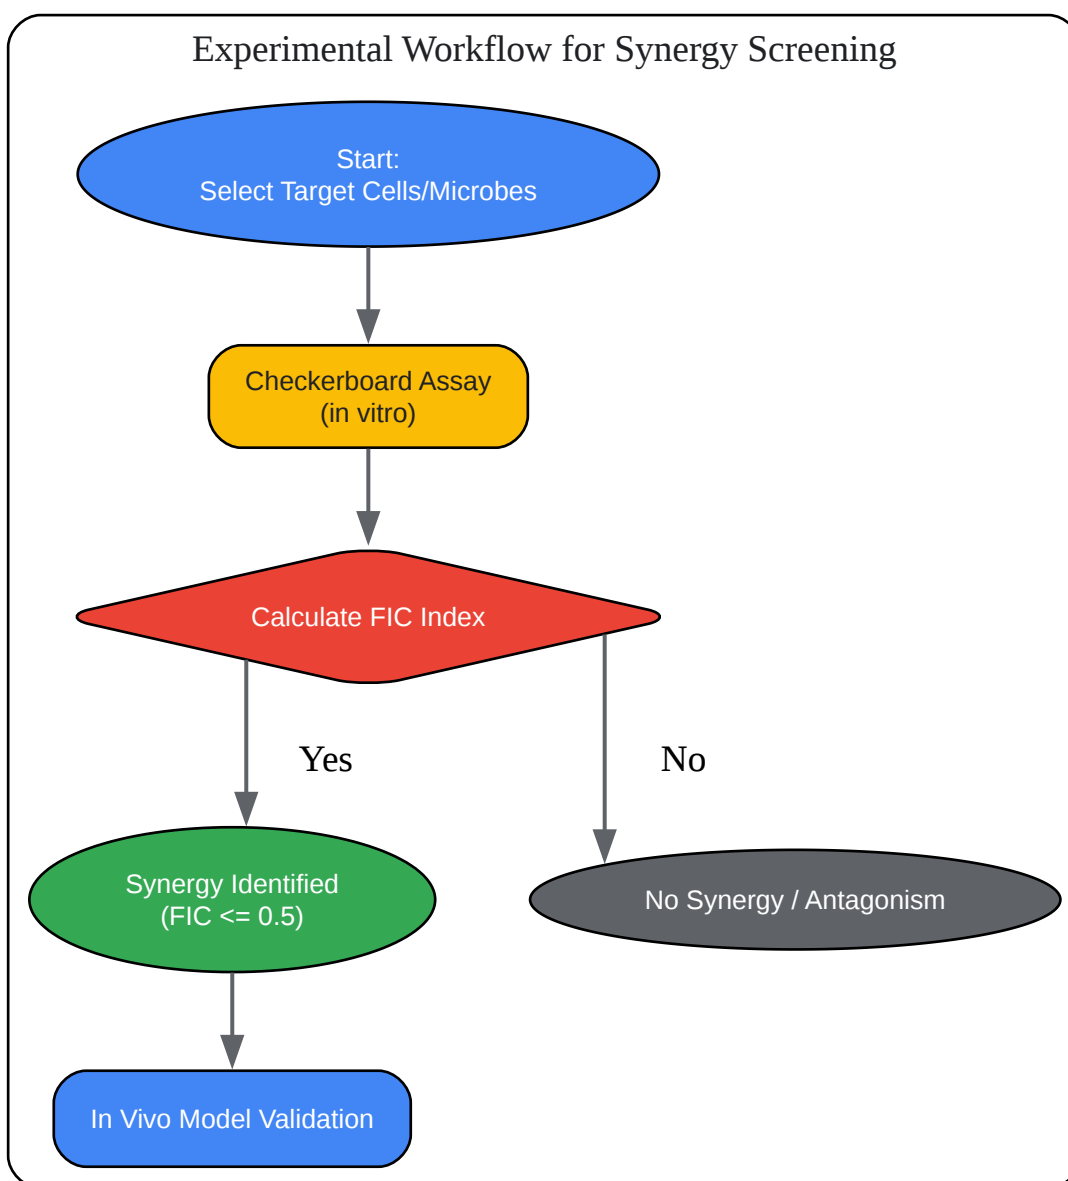 Experimental Workflow for Synergy Screening
Start:
Select Target Cells/Microbes
Checkerboard Assay
(in vitro)
Calculate FIC Index
Yes
No
Synergy Identified
(FIC <= 0.5)
No Synergy / Antagonism
In Vivo Model Validation